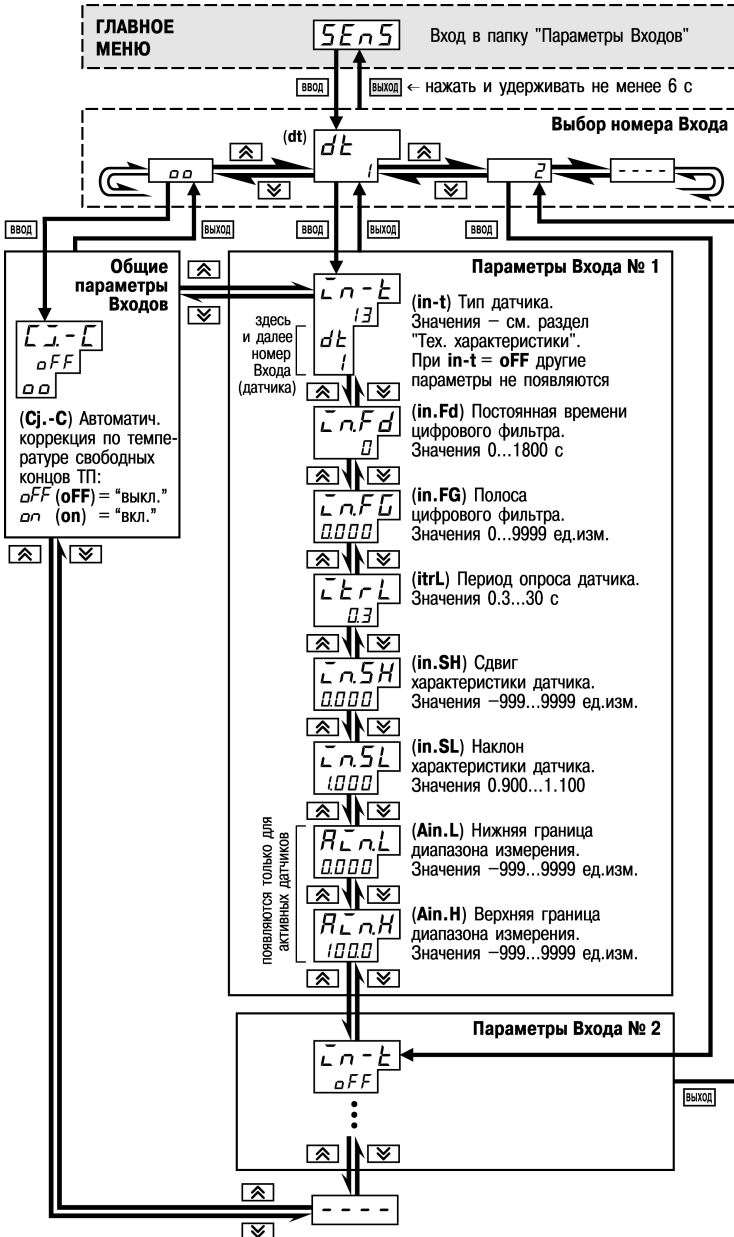 ГЛАВНОЕ
МЕНЮ
SEnS
Вход в папку "Параметры Входов"
ВВОД
ВЫХОД ← нажать и удерживать не менее 6 с
Выбор номера Входа
(dt)
dt
1
oo
2
- - - -
ВВОД
ВЫХОД
ВВОД
ВЫХОД
ВВОД
Общие
параметры
Входов
Cj.-C
oFF
oo
(Cj.-C) Автоматич.
коррекция по темпе-
ратуре свободных
концов ТП:
oFF (oFF) = “выкл.”
on (on) = “вкл.”
Параметры Входа № 1
in-t
13
dt
1
здесь
и далее
номер
Входа
(датчика)
(in-t) Тип датчика.
Значения – см. раздел
"Тех. характеристики".
При in-t = oFF другие
параметры не появляются
in.Fd
0
(in.Fd) Постоянная времени
цифрового фильтра.
Значения 0...1800 с
in.FG
0.000
(in.FG) Полоса
цифрового фильтра.
Значения 0...9999 ед.изм.
itrL
0.3
(itrL) Период опроса датчика.
Значения 0.3...30 с
in.SH
0.000
(in.SH) Сдвиг
характеристики датчика.
Значения –999...9999 ед.изм.
in.SL
1.000
(in.SL) Наклон
характеристики датчика.
Значения 0.900...1.100
появляются только для
активных датчиков
Ain.L
0.000
(Ain.L) Нижняя граница
диапазона измерения.
Значения –999...9999 ед.изм.
Ain.H
100.0
(Ain.H) Верхняя граница
диапазона измерения.
Значения –999...9999 ед.изм.
Параметры Входа № 2
in-t
oFF
ВЫХОД
- - - -